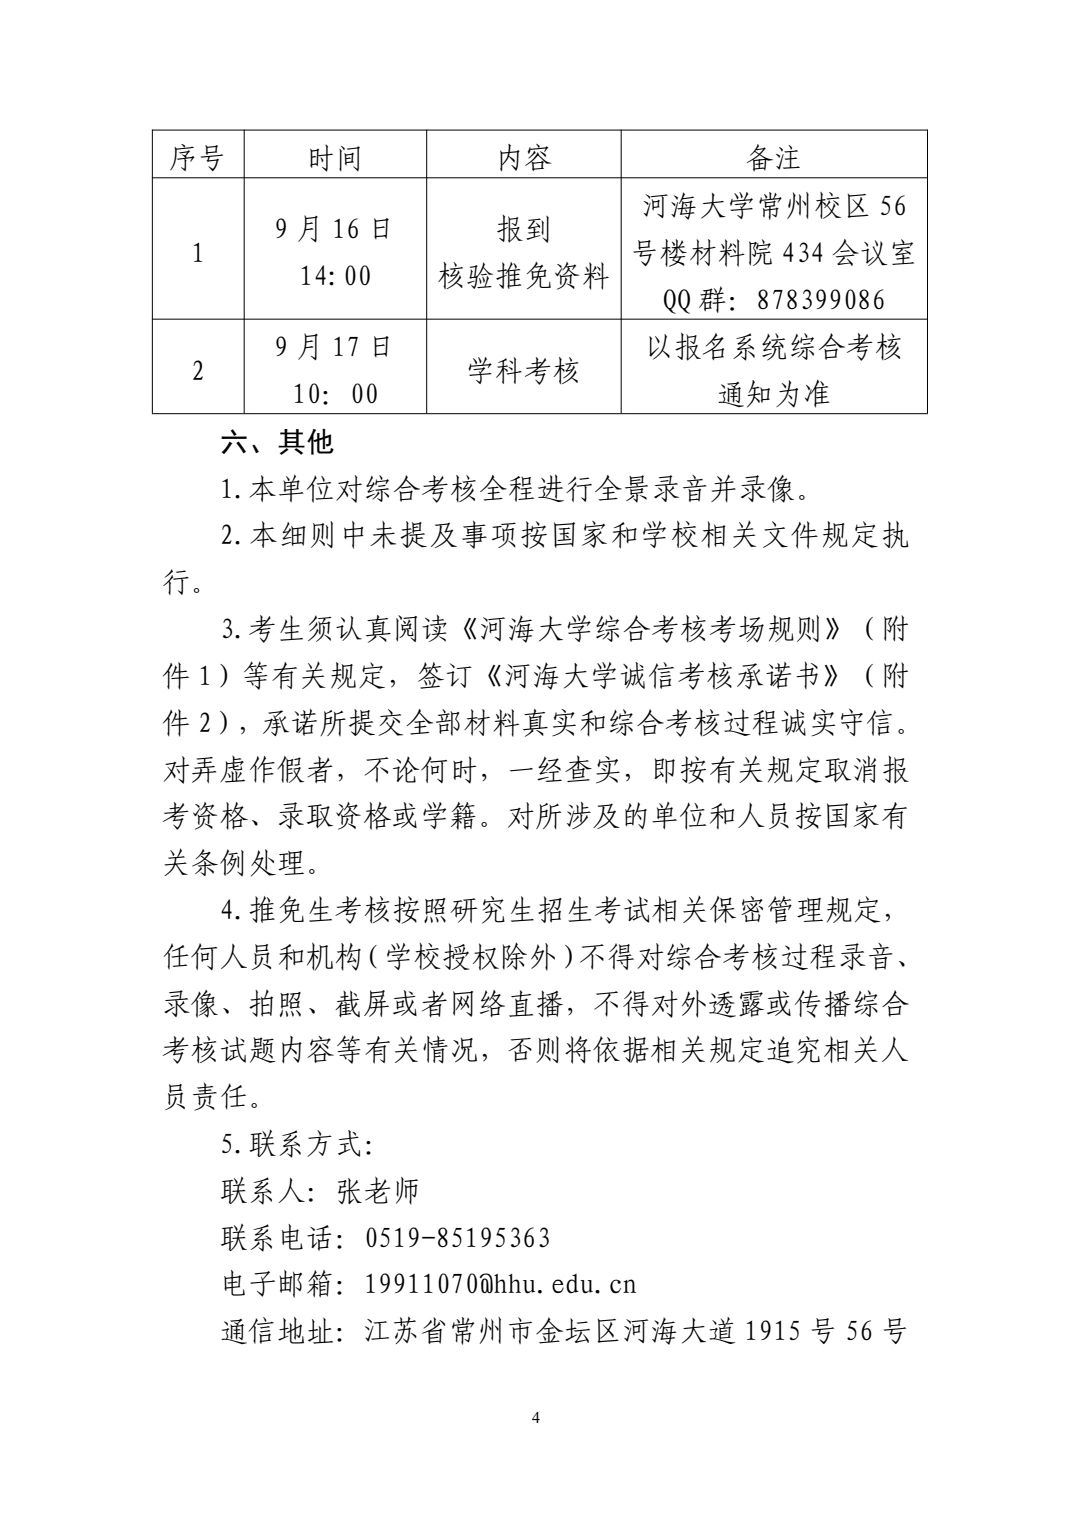 序号 时间 内容 备注
1 9 月 16 日 14:00 报到 核验推免资料 河海大学常州校区 56 号楼材料院 434 会议室 QQ 群：878399086
2 9 月 17 日 10：00 学科考核 以报名系统综合考核 通知为准
六、其他
1.本单位对综合考核全程进行全景录音并录像。
2.本细则中未提及事项按国家和学校相关文件规定执
行。
3.考生须认真阅读《河海大学综合考核考场规则》（附
件 1）等有关规定，签订《河海大学诚信考核承诺书》（附
件 2），承诺所提交全部材料真实和综合考核过程诚实守信。
对弄虚作假者，不论何时，一经查实，即按有关规定取消报
考资格、录取资格或学籍。对所涉及的单位和人员按国家有
关条例处理。
4.推免生考核按照研究生招生考试相关保密管理规定，
任何人员和机构(学校授权除外)不得对综合考核过程录音、
录像、拍照、截屏或者网络直播，不得对外透露或传播综合
考核试题内容等有关情况，否则将依据相关规定追究相关人
员责任。
5.联系方式：
联系人：张老师
联系电话：0519-85195363
电子邮箱：19911070@hhu.edu.cn
通信地址：江苏省常州市金坛区河海大道 1915 号 56 号
4